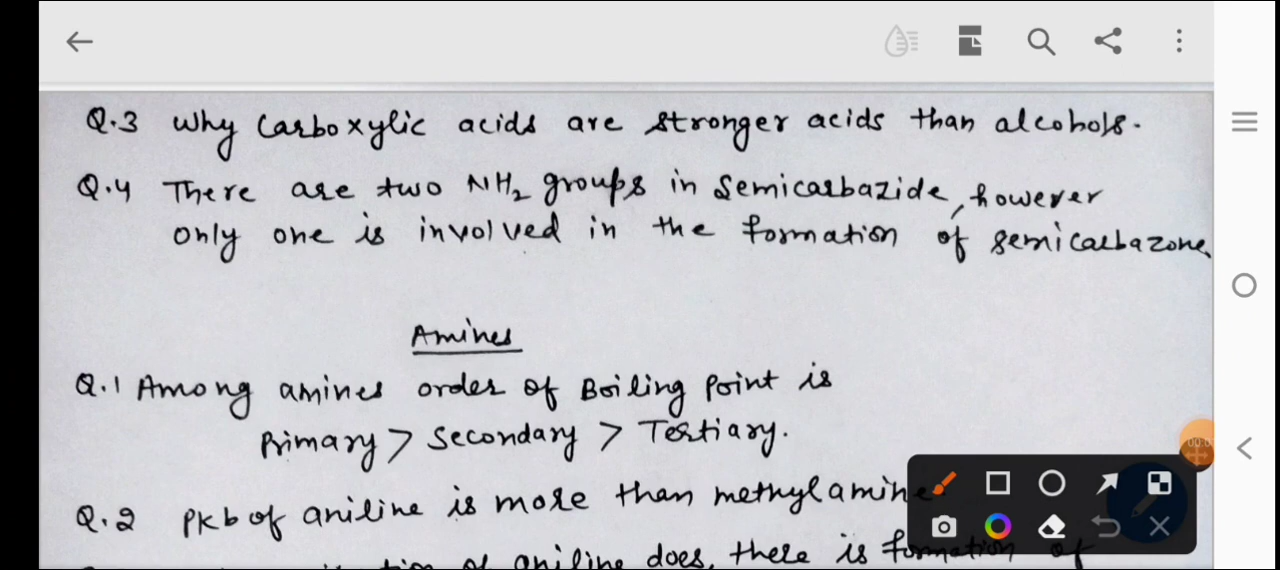 Q.3 Why Carboxylic acids are stronger acids than alcohols.
Q.4 There are two NH2 groups in semicarbazide, however
only one is involved in the formation of semicarbazone.
Amines
Q.1 Among amines order of Boiling Point is
Primary > Secondary > Tertiary.
Q.2 Pkb of aniline is more than methylamine
of aniline does, there is formation of